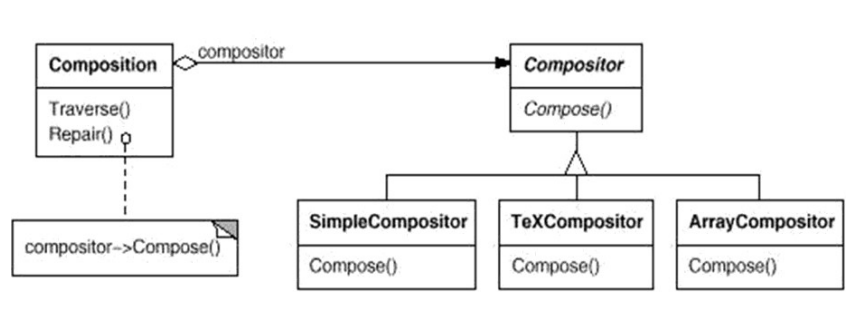 compositor
Composition
Traverse()
Repair()
compositor->Compose()
Compositor
Compose()
SimpleCompositor
Compose()
TeXCompositor
Compose()
ArrayCompositor
Compose()